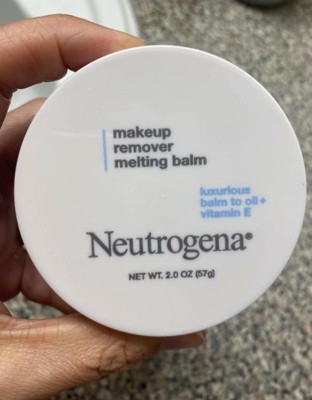 makeup
remover
melting balm
luxurious
balm to oil +
vitamin E
Neutrogena®
NET WT. 2.0 OZ (57g)